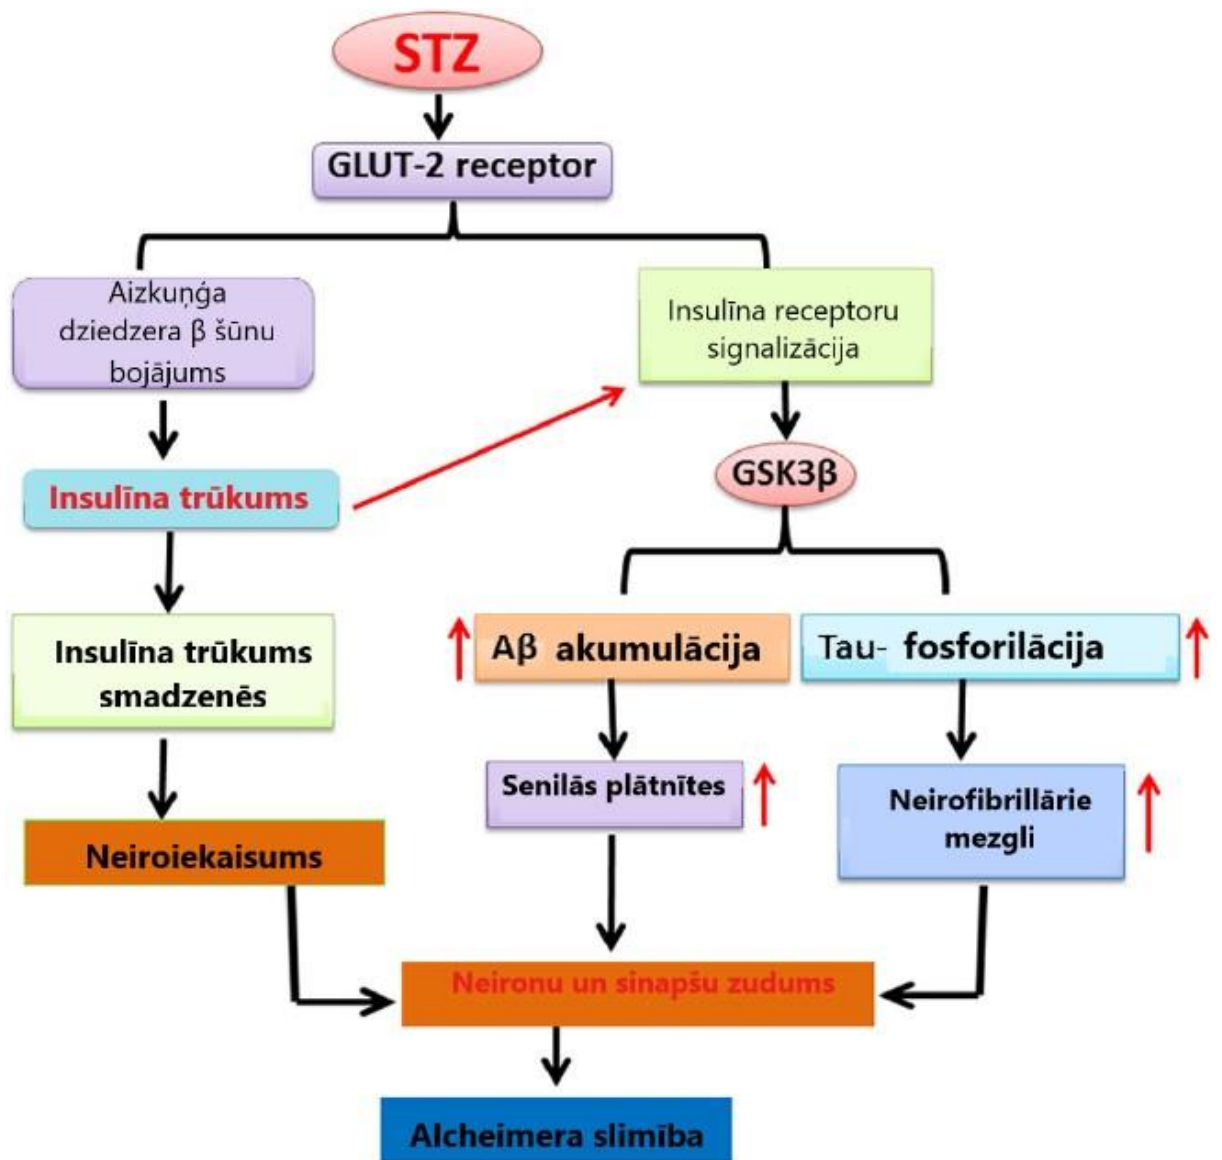 STZ
GLUT-2 receptor
Aizkuņģa
dziedzera β šūnu
bojājums
Insulīna receptoru
signalizācija
Insulīna trūkums
GSK3β
Insulīna trūkums
smadzenēs
Aβ akumulācija
Tau- fosforilācija
Senilās plātnītes
Neirofibrillārie
mezgli
Neiroiekaisums
Neironu un sinapšu zudums
Alcheimera slimība